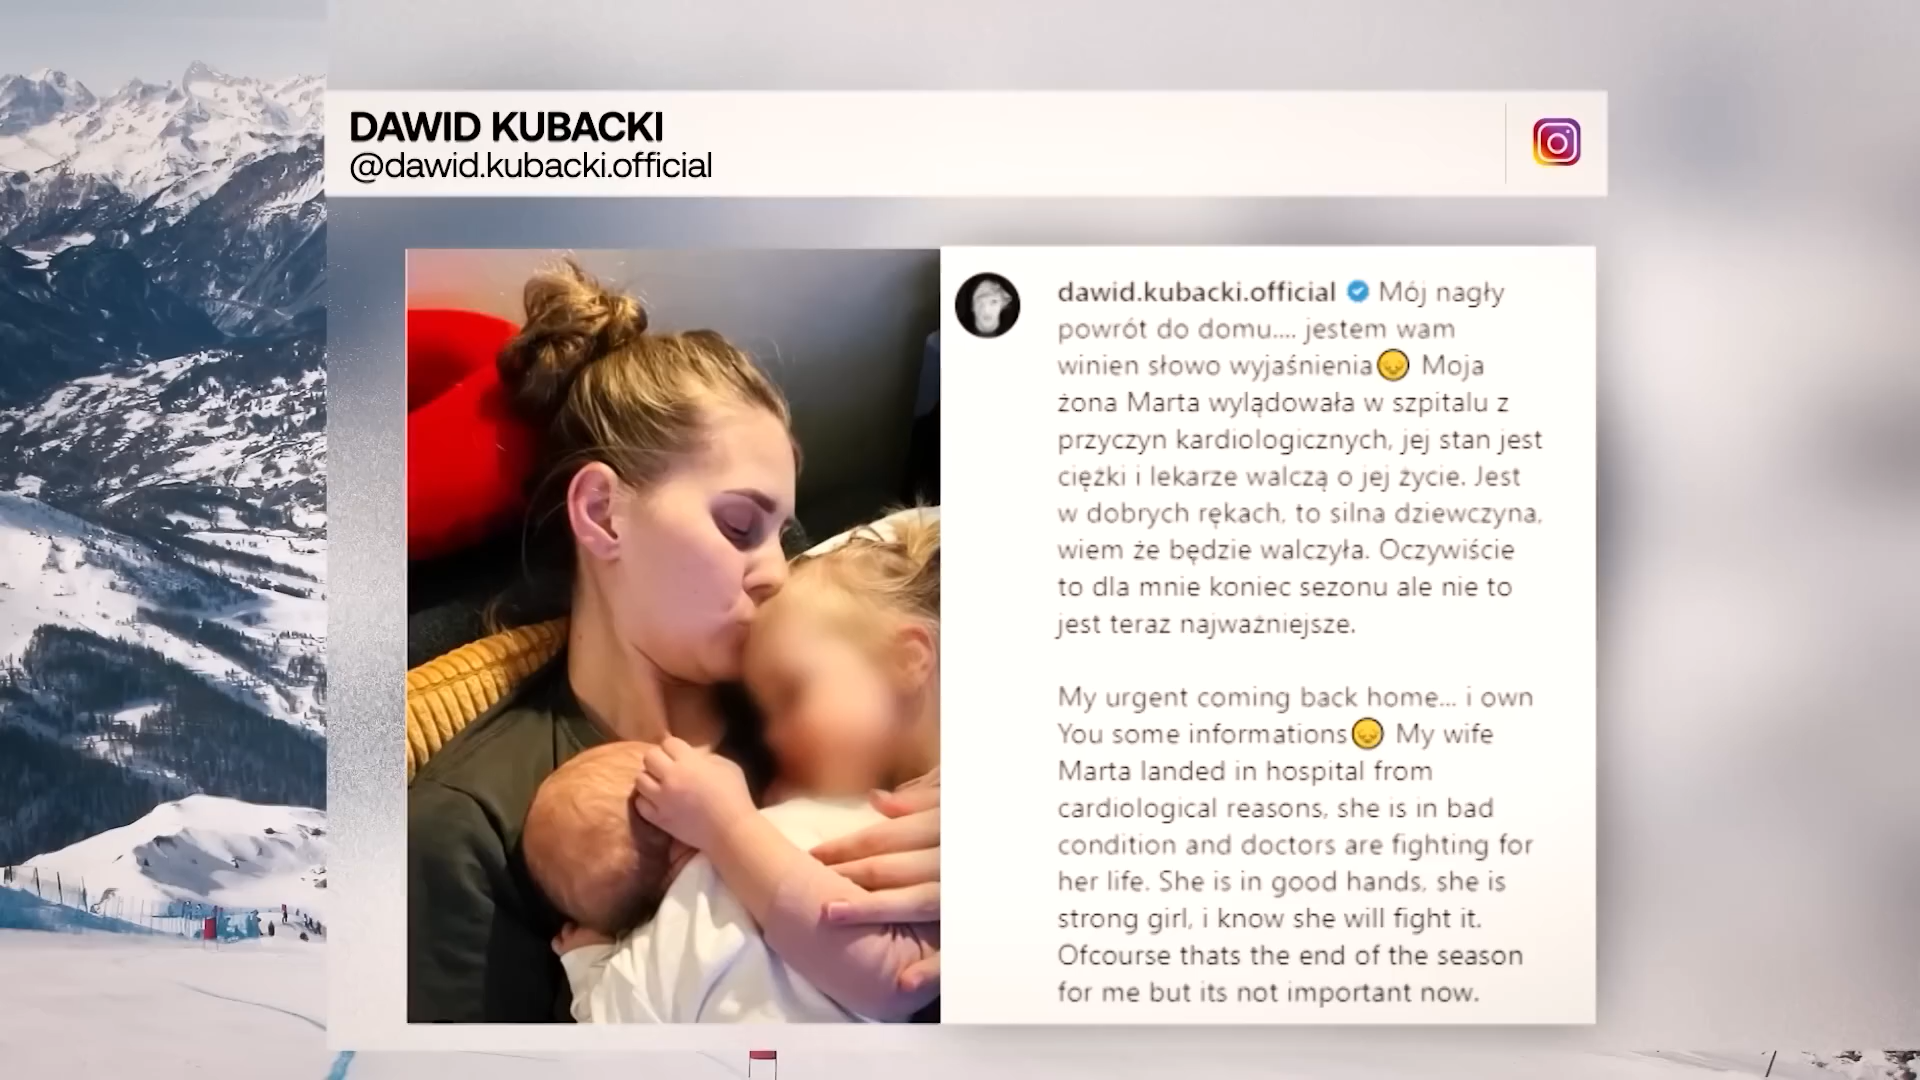 DAWID KUBACKI
@dawid.kubacki.official
dawid.kubacki.official Mój nagły
powrót do domu.... jestem wam
winien słowo wyjaśnienia😔 Moja
żona Marta wylądowała w szpitalu z
przyczyn kardiologicznych, jej stan jest
ciężki i lekarze walczą o jej życie. Jest
w dobrych rękach, to silna dziewczyna,
wiem że będzie walczyła. Oczywiście
to dla mnie koniec sezonu ale nie to
jest teraz najważniejsze.
My urgent coming back home... i own
You some informations😔 My wife
Marta landed in hospital from
cardiological reasons, she is in bad
condition and doctors are fighting for
her life. She is in good hands, she is
strong girl, i know she will fight it.
Ofcourse thats the end of the season
for me but its not important now.